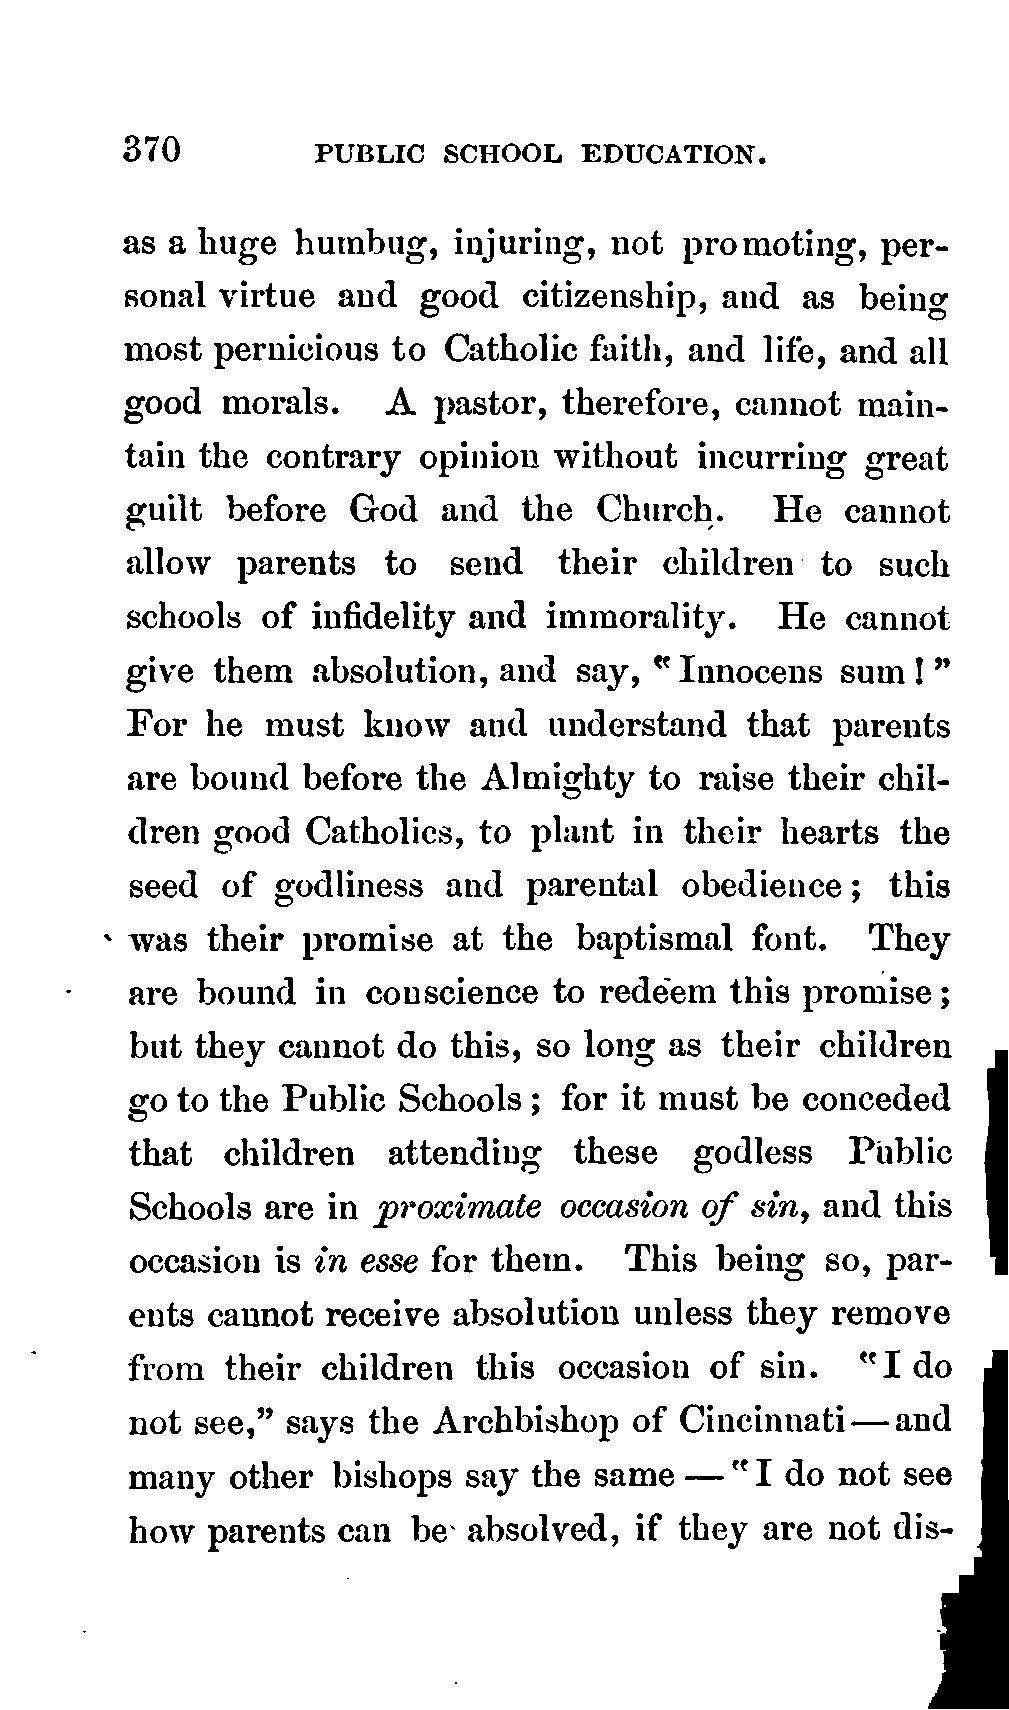 370 PUBLIC SCHOOL EDUCATION.
as a huge humbug, injuring, not promoting, per-
sonal virtue and good citizenship, and as being
most pernicious to Catholic faith, and life, and all
good morals. A pastor, therefore, cannot main-
tain the contrary opinion without incurring great
guilt before God and the Church. He cannot
allow parents to send their children to such
schools of infidelity and immorality. He cannot
give them absolution, and say, "Innocens sum!"
For he must know and understand that parents
are bound before the Almighty to raise their chil-
dren good Catholics, to plant in their hearts the
seed of godliness and parental obedience; this
was their promise at the baptismal font. They
are bound in conscience to redeem this promise;
but they cannot do this, so long as their children
go to the Public Schools; for it must be conceded
that children attending these godless Public
Schools are in proximate occasion of sin, and this
occasion is in esse for them. This being so, par-
ents cannot receive absolution unless they remove
from their children this occasion of sin. "I do
not see," says the Archbishop of Cincinnati—and
many other bishops say the same—"I do not see
how parents can be absolved, if they are not dis-